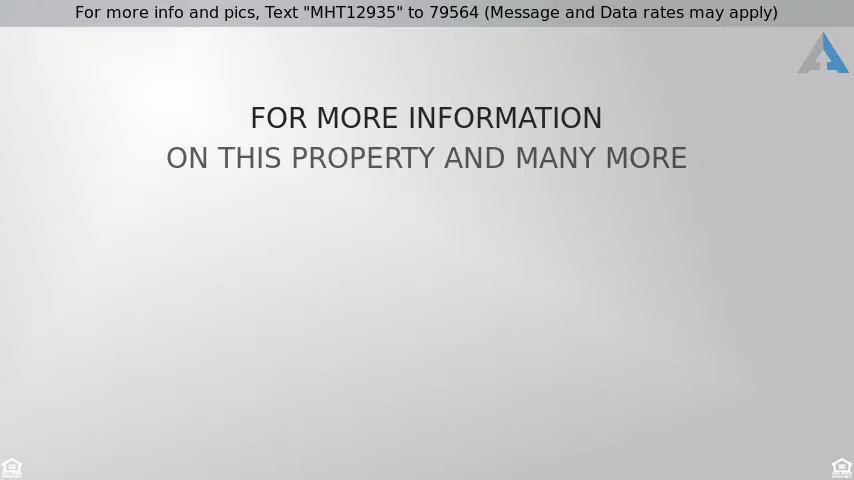 For more info and pics, Text "MHT12935" to 79564 (Message and Data rates may apply)
FOR MORE INFORMATION
ON THIS PROPERTY AND MANY MORE